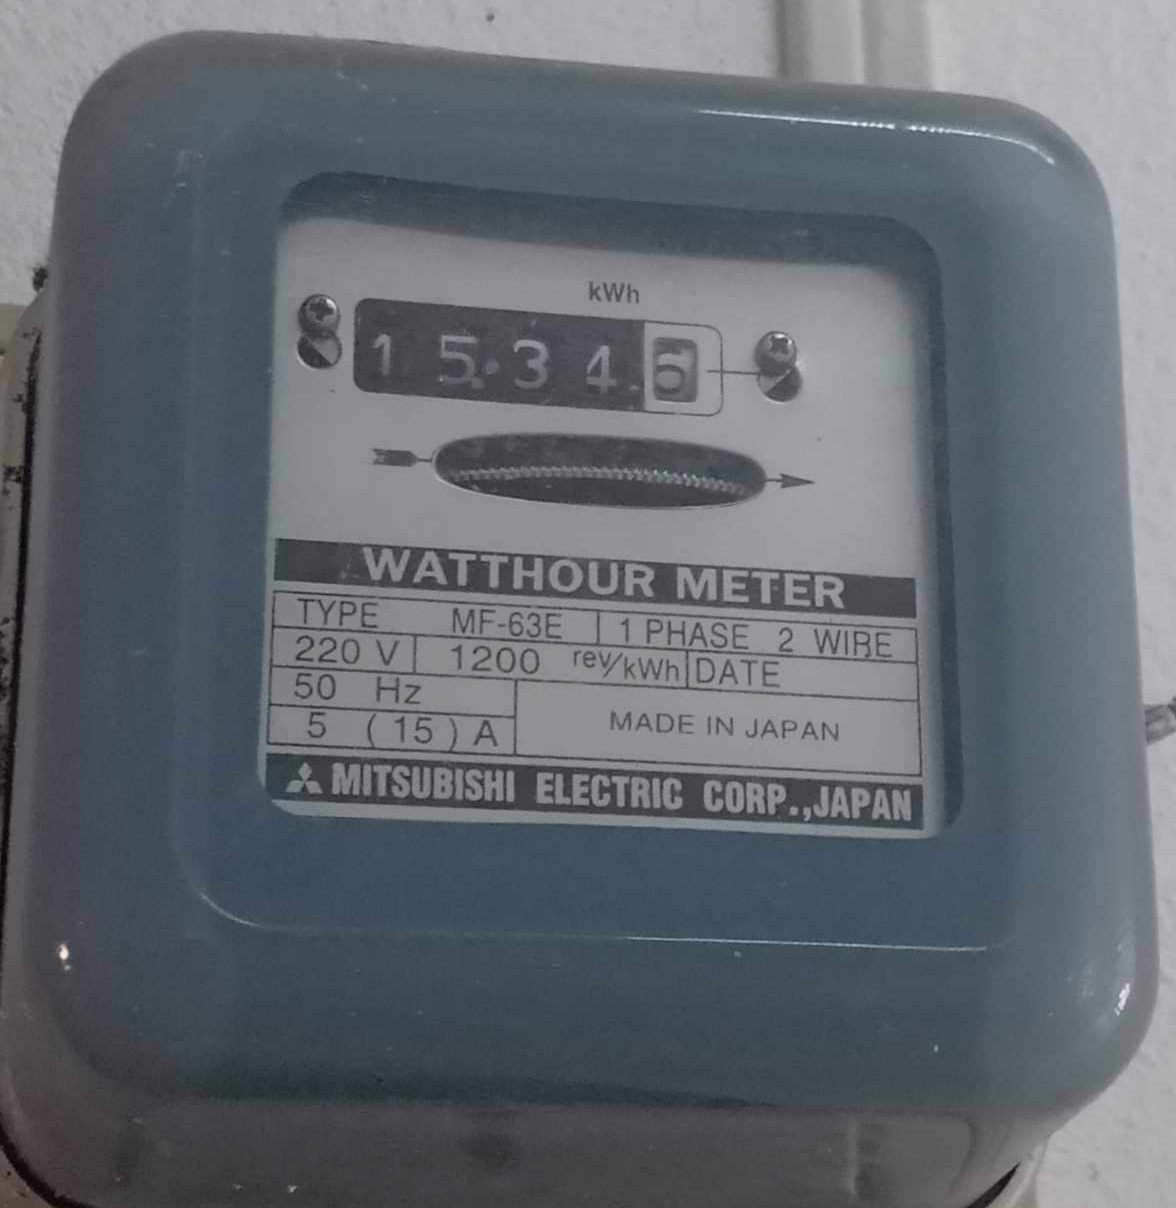 kWh
1 5 3 4 6
WATTHOUR METER
TYPE MF-63E 1 PHASE 2 WIRE
220 V 1200 rev/kWh DATE
50 Hz
5 (15) A MADE IN JAPAN
MITSUBISHI ELECTRIC CORP.,JAPAN